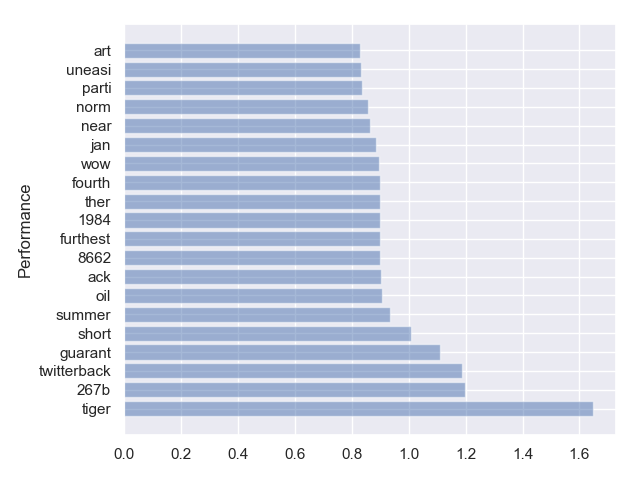 Performance
art
uneasi
parti
norm
near
jan
wow
fourth
ther
1984
furthest
8662
ack
oil
summer
short
guarant
twitterback
267b
tiger
0.0 0.2 0.4 0.6 0.8 1.0 1.2 1.4 1.6